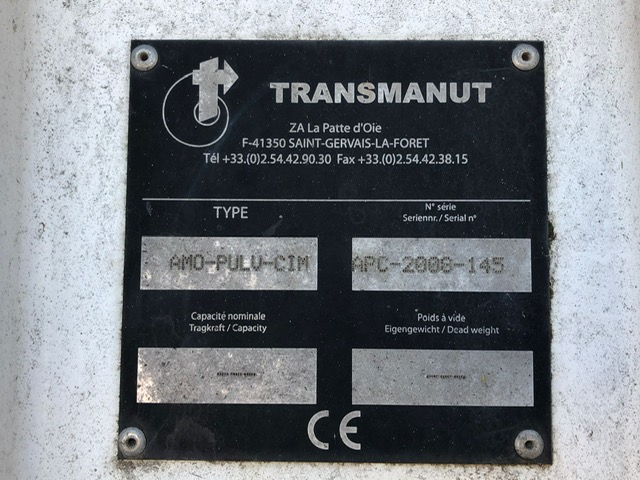 TRANSMANUT
ZA La Patte d'Oie
F-41350 SAINT-GERVAIS-LA-FORET
Tél +33.(0)2.54.42.90.30 Fax +33.(0)2.54.42.38.15
TYPE
N° série
Seriennr. / Serial n°
AMO-PULV-CIM
APC-2008-145
Capacité nominale
Tragkraft / Capacity
Poids à vide
Eigengewicht / Dead weight
CE